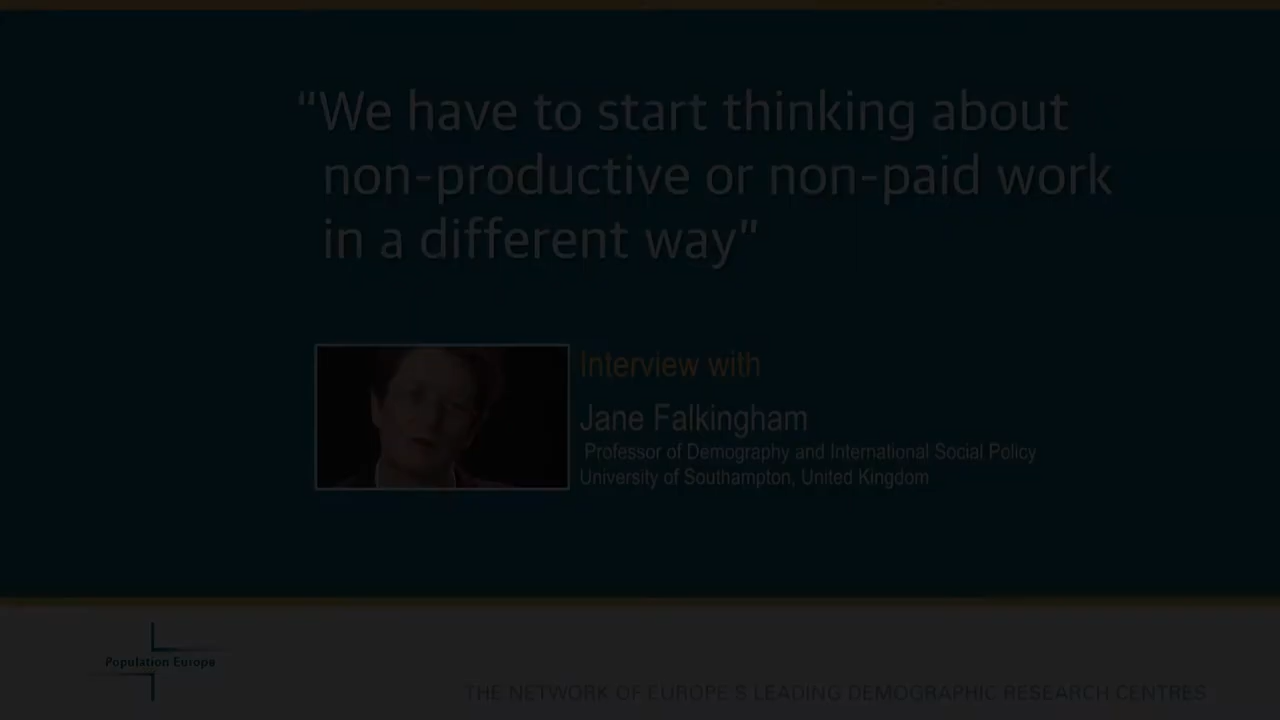 "We have to start thinking about
non-productive or non-paid work
in a different way"
Interview with
Jane Falkingham
Professor of Demography and International Social Policy
University of Southampton, United Kingdom
Population Europe
THE NETWORK OF EUROPE'S LEADING DEMOGRAPHIC RESEARCH CENTRES